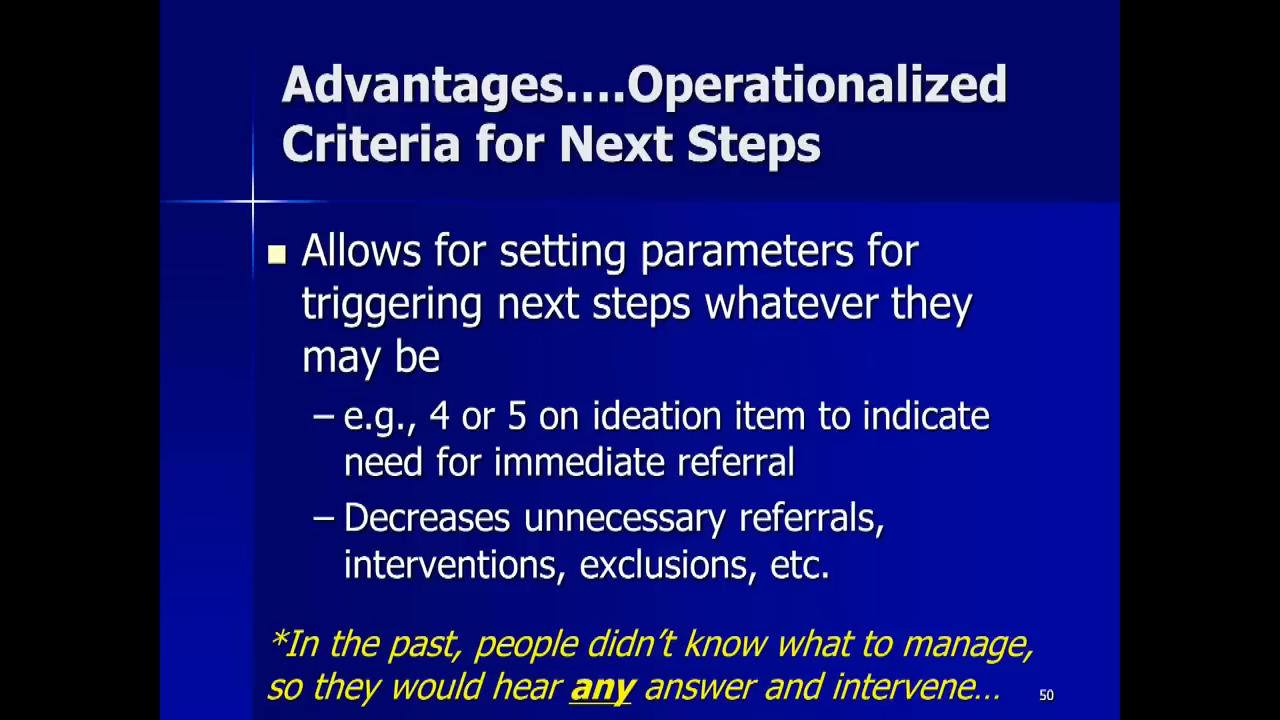 Advantages….Operationalized
Criteria for Next Steps
Allows for setting parameters for
triggering next steps whatever they
may be
– e.g., 4 or 5 on ideation item to indicate
need for immediate referral
– Decreases unnecessary referrals,
interventions, exclusions, etc.
*In the past, people didn’t know what to manage,
so they would hear any answer and intervene…
50